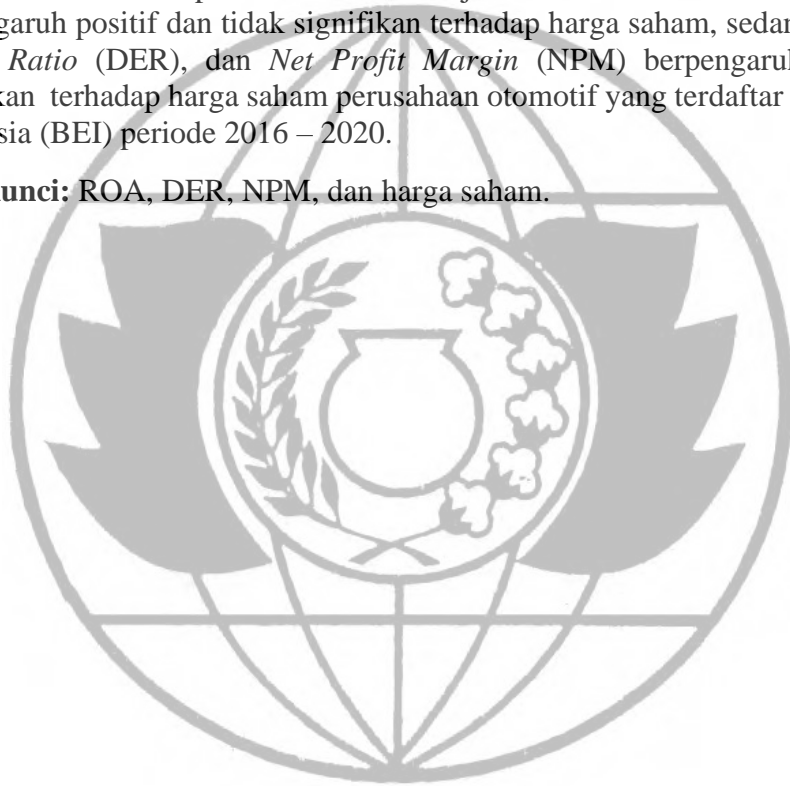 garuh positif dan tidak signifikan terhadap harga saham, sedan
Ratio (DER), dan Net Profit Margin (NPM) berpengaruh
kan terhadap harga saham perusahaan otomotif yang terdaftar
sia (BEI) periode 2016 – 2020.
unci: ROA, DER, NPM, dan harga saham.